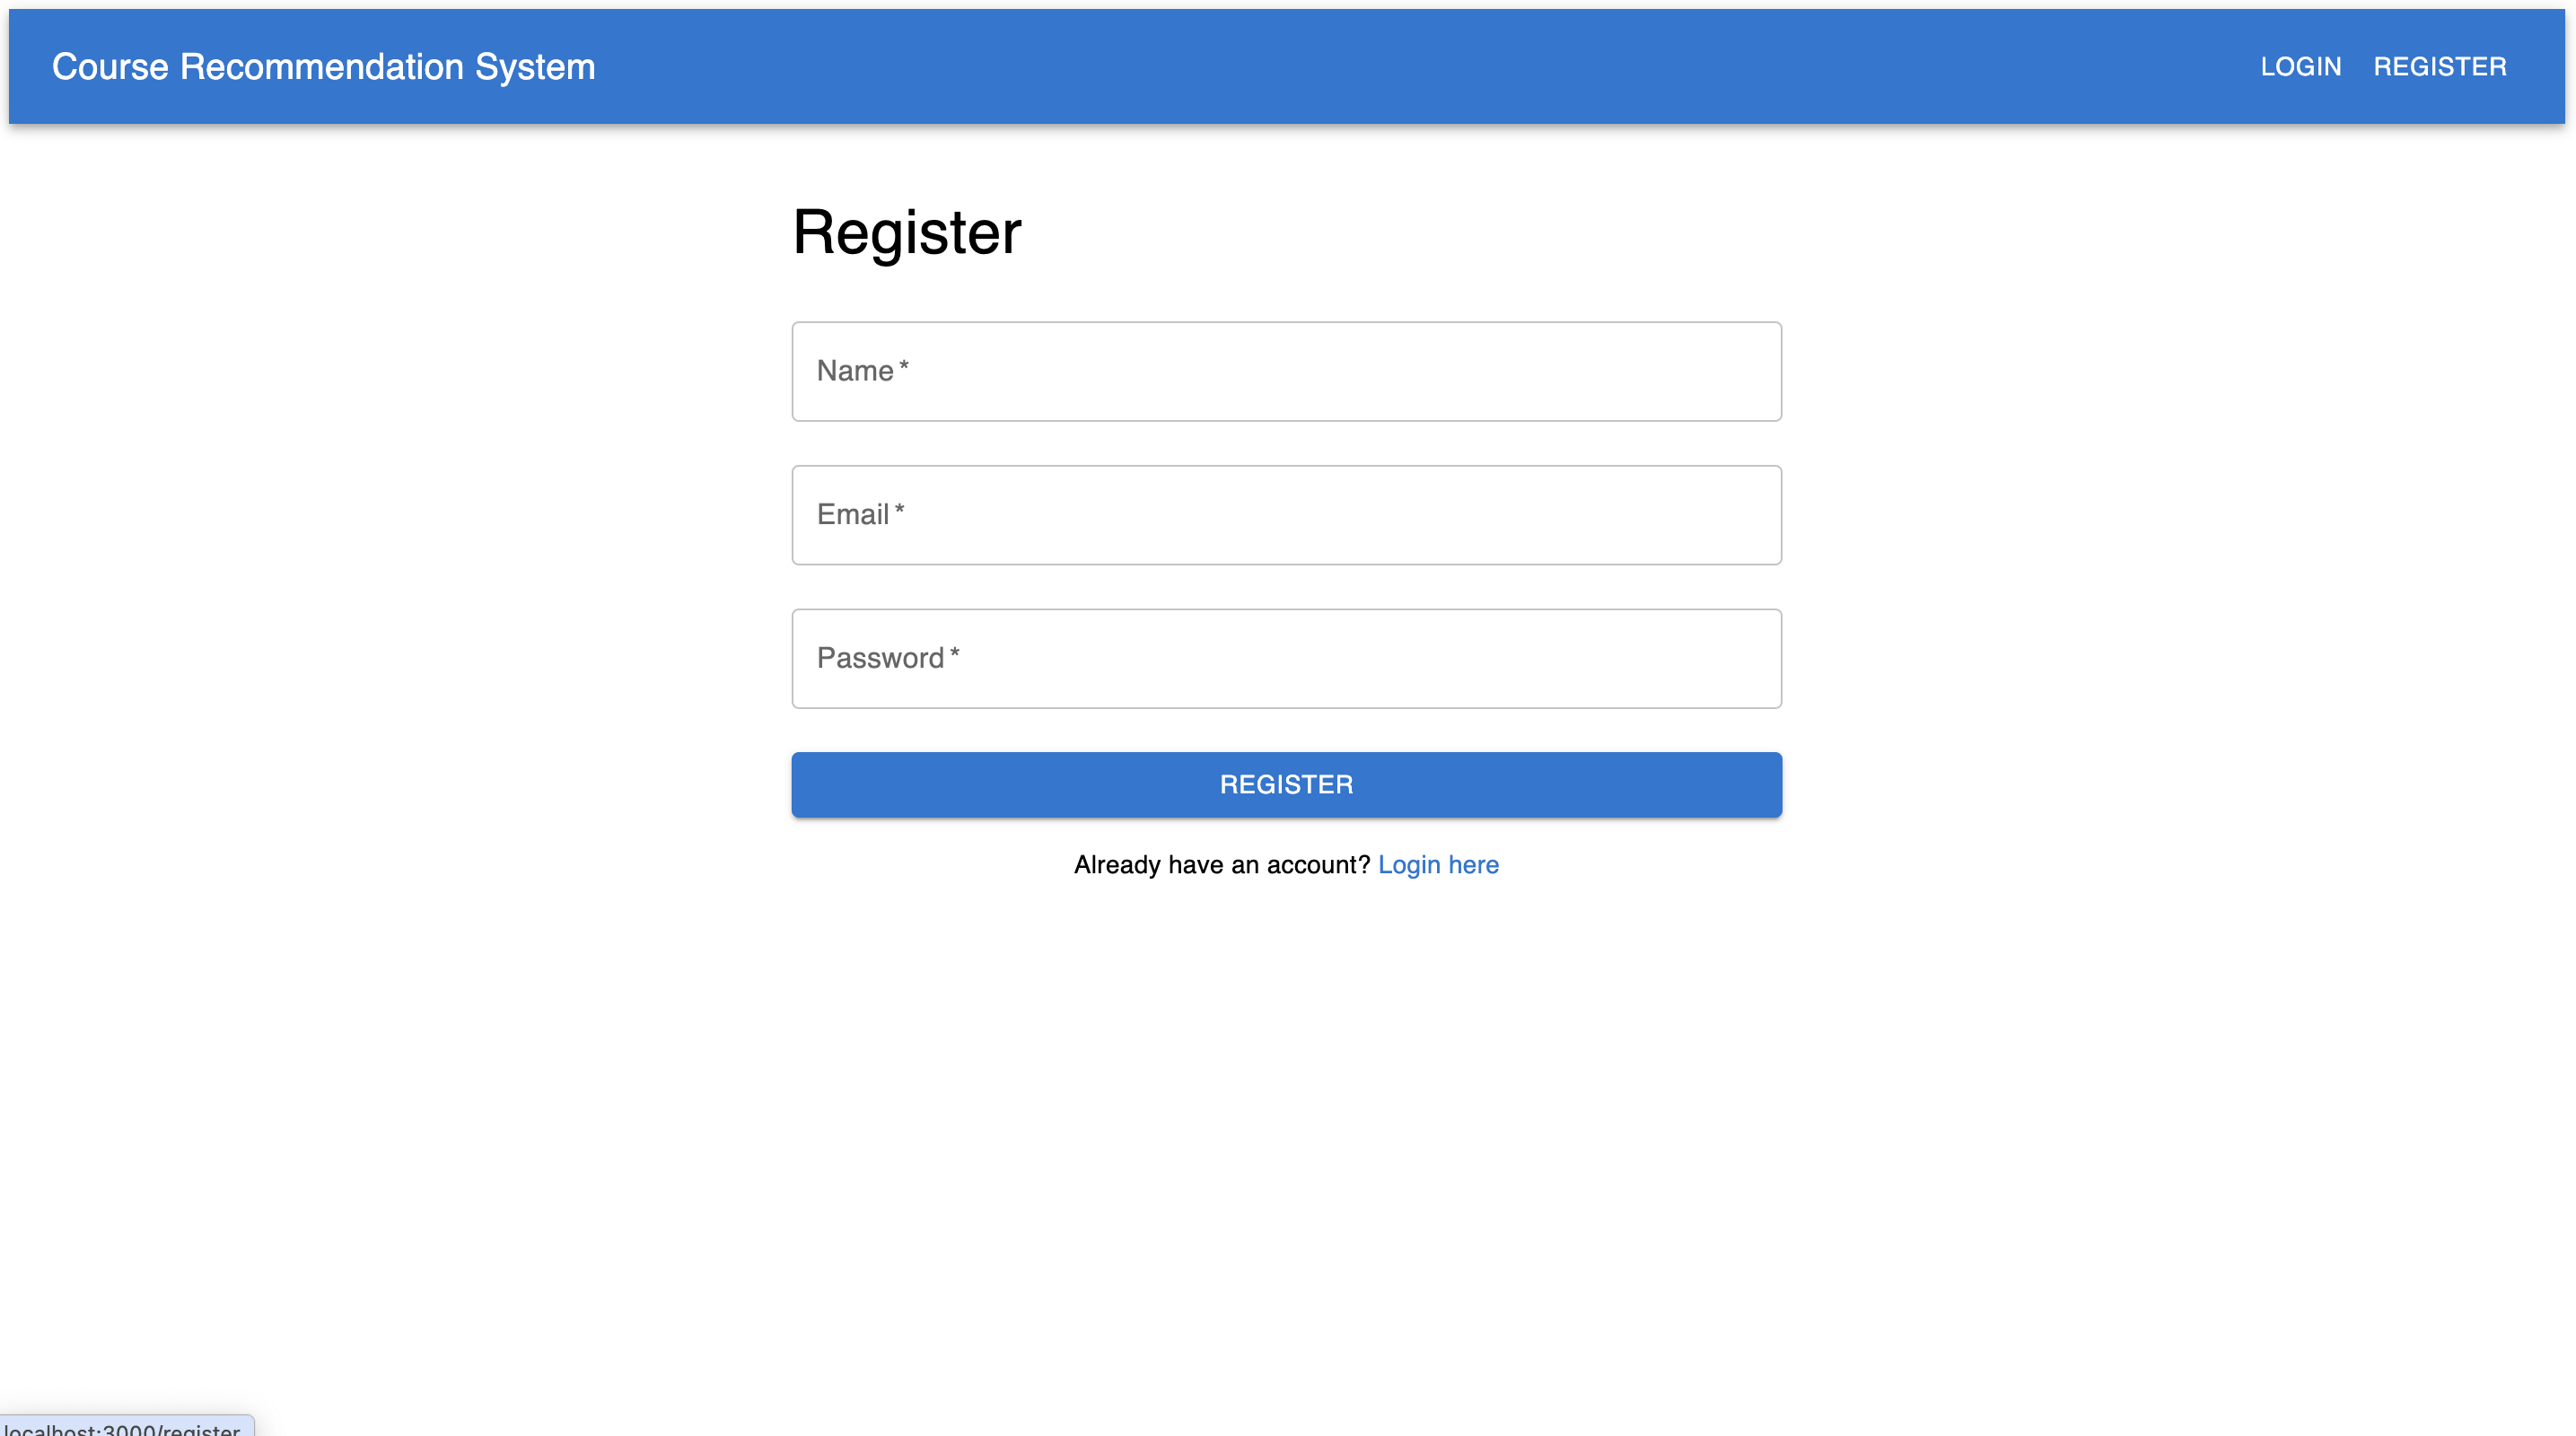 Course Recommendation System
LOGIN REGISTER
Register
Name *
Email *
Password *
REGISTER
Already have an account? Login here
localhost:3000/register